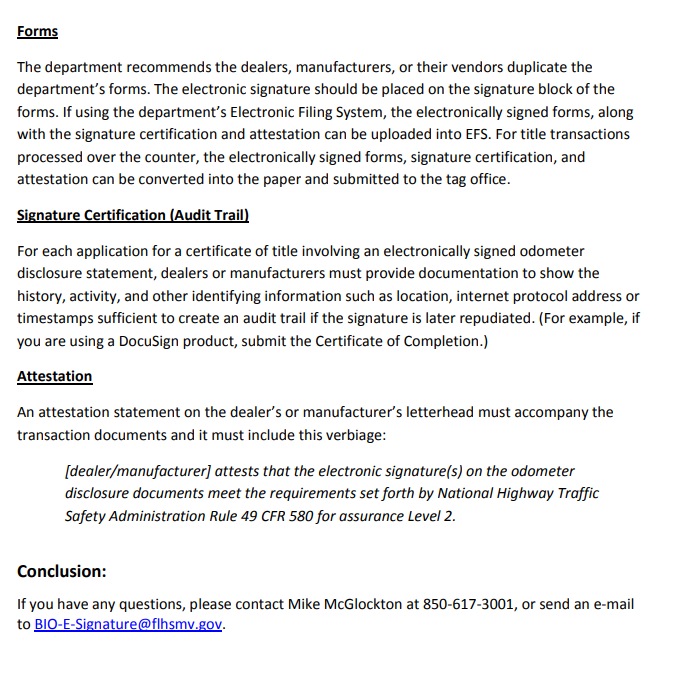 Forms
The department recommends the dealers, manufacturers, or their vendors duplicate the
department's forms. The electronic signature should be placed on the signature block of the
forms. If using the department's Electronic Filing System, the electronically signed forms, along
with the signature certification and attestation can be uploaded into EFS. For title transactions
processed over the counter, the electronically signed forms, signature certification, and
attestation can be converted into the paper and submitted to the tag office.
Signature Certification (Audit Trail)
For each application for a certificate of title involving an electronically signed odometer
disclosure statement, dealers or manufacturers must provide documentation to show the
history, activity, and other identifying information such as location, internet protocol address or
timestamps sufficient to create an audit trail if the signature is later repudiated. (For example, if
you are using a DocuSign product, submit the Certificate of Completion.)
Attestation
An attestation statement on the dealer's or manufacturer's letterhead must accompany the
transaction documents and it must include this verbiage:
[dealer/manufacturer] attests that the electronic signature(s) on the odometer
disclosure documents meet the requirements set forth by National Highway Traffic
Safety Administration Rule 49 CFR 580 for assurance Level 2.
Conclusion:
If you have any questions, please contact Mike McGlockton at 850-617-3001, or send an e-mail
to BIO-E-Signature@flhsmv.gov.